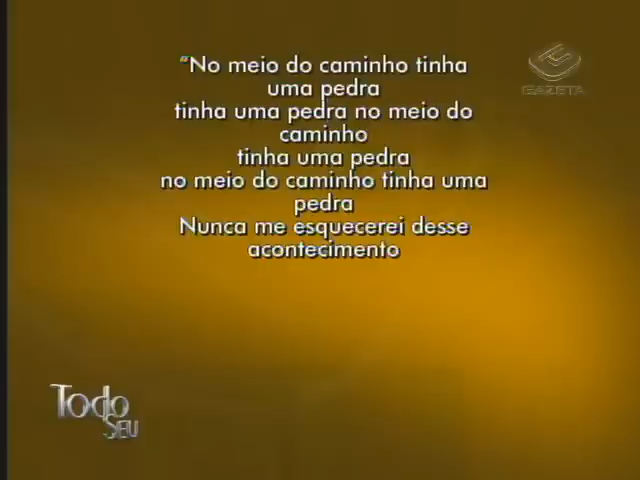 "No meio do caminho tinha
uma pedra
tinha uma pedra no meio do
caminho
tinha uma pedra
no meio do caminho tinha uma
pedra
Nunca me esquecerei desse
acontecimento
GAZETA
Todo
SEU